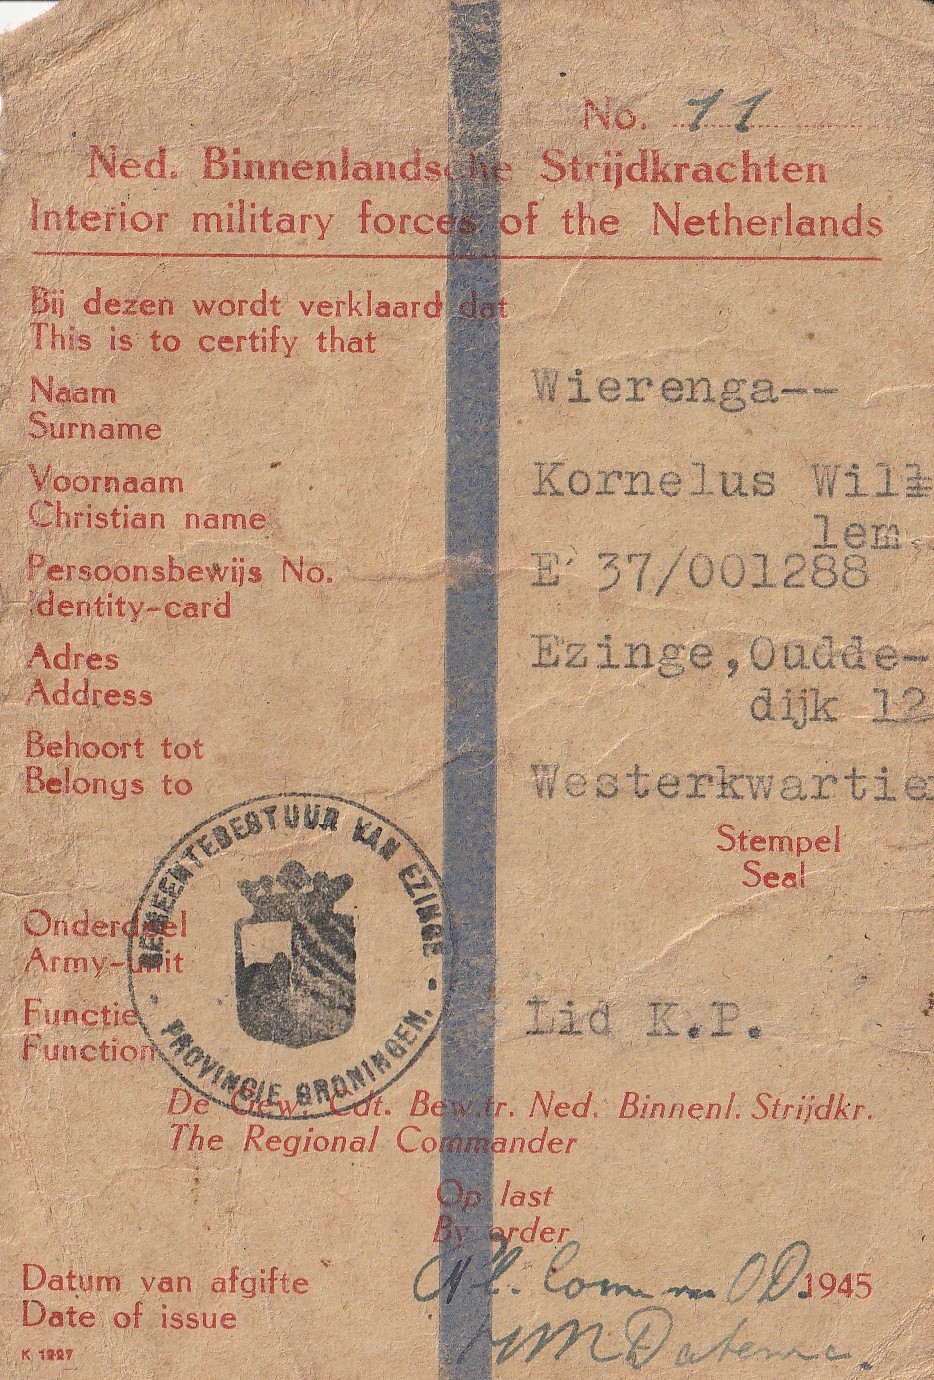 No. 11
Ned. Binnenlandsche Strijdkrachten
Interior military forces of the Netherlands
Bij dezen wordt verklaard dat
This is to certify that
Naam
Surname
Wierenga--
Voornaam
Christian name
Kornelus Wil
lem.
Persoonsbewijs No.
Identity-card
E 37/001288
Adres
Address
Ezinge, Oudde-
dijk 12
Behoort tot
Belongs to
Westerkwartier
Stempel
Seal
GEMEENTEBESTUUR VAN EZINGE
PROVINCIE GRONINGEN.
Onderdeel
Army-unit
Functie
Function
Lid K.P.
De Gew. Cdt. Bew.tr. Ned. Binnenl. Strijdkr.
The Regional Commander
Op last
By order
Datum van afgifte
Date of issue
Pl. Com. O.D. 1945
K 1227